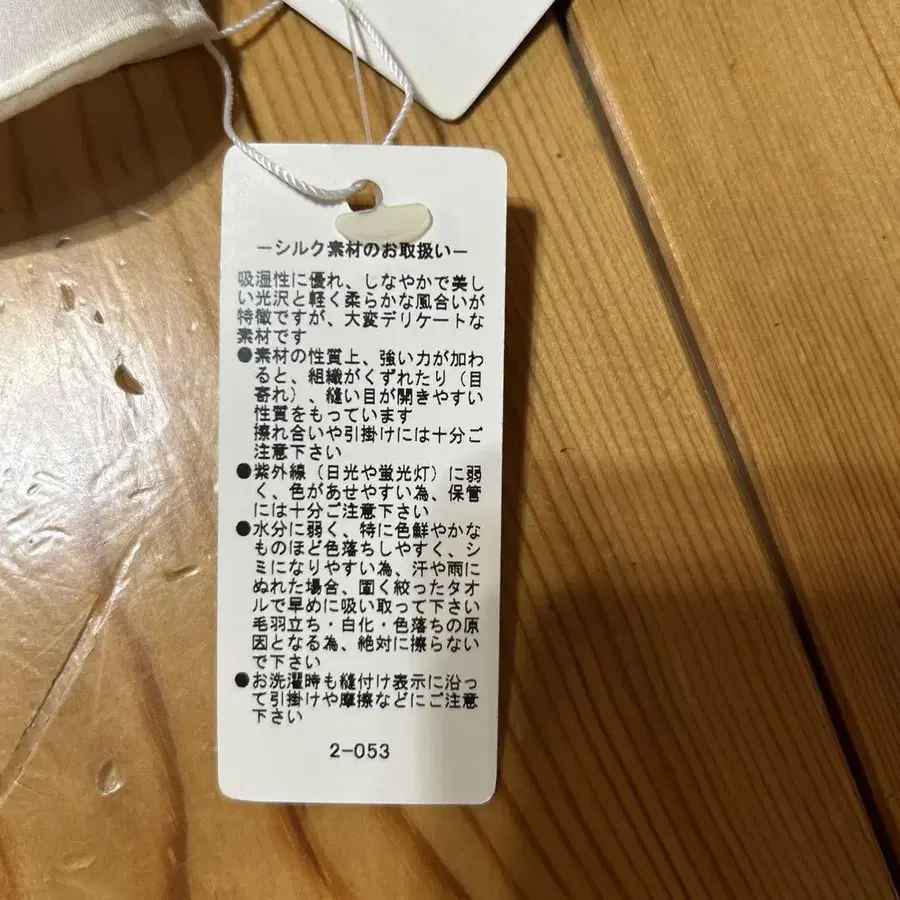 －シルク素材のお取扱い－
吸湿性に優れ、しなやかで美し
い光沢と軽く柔らかな風合いが
特徴ですが、大変デリケートな
素材です
●素材の性質上、強い力が加わ
ると、組織がくずれたり（目
寄れ）、縫い目が開きやすい
性質をもっています
擦れ合いや引掛けには十分ご
注意下さい
●紫外線（日光や蛍光灯）に弱
く、色があせやすい為、保管
には十分ご注意下さい
●水分に弱く、特に色鮮やかな
ものほど色落ちしやすく、シ
ミになりやすい為、汗や雨に
ぬれた場合、固く絞ったタオ
ルで早めに吸い取って下さい
毛羽立ち・白化・色落ちの原
因となる為、絶対に擦らない
で下さい
●お洗濯時も縫付け表示に沿っ
て引掛けや摩擦などにご注意
下さい
2-053